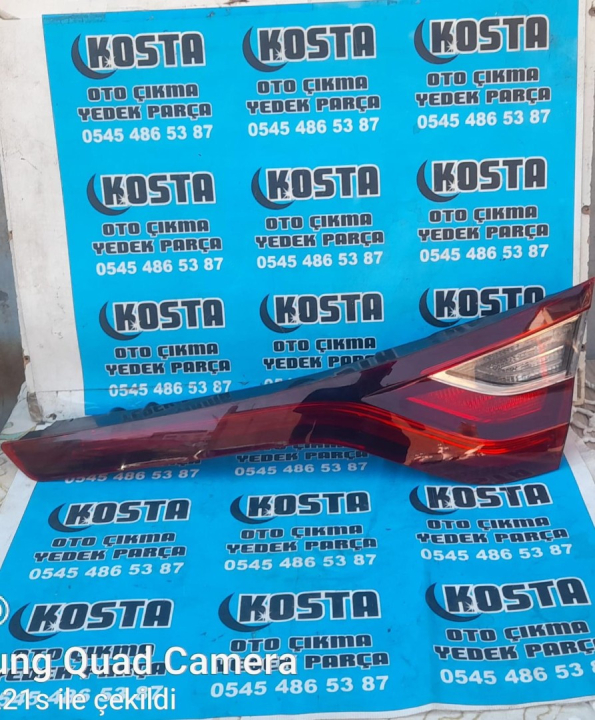 KOSTA KOSTA KOSTA
OTO ÇIKMA OTO ÇIKMA OTO ÇIKMA
YEDEK PARÇA YEDEK PARÇA YEDEK PARÇA
0545 486 53 87 0545 486 53 87 0545 486 53 87
KOSTA KOSTA KOSTA
OTO ÇIKMA OTO ÇIKMA OTO ÇIKMA
YEDEK PARÇA YEDEK PARÇA YEDEK PARÇA
0545 486 53 87 0545 486 53 87 0545 486 53 87
KOSTA KOSTA KOSTA
OTO ÇIKMA
YEDEK PARÇA
0545 486 53 87
0545 486 53 87 0545 486 53 87
KOSTA KOSTA KOSTA
OTO ÇIKMA OTO ÇIKMA OTO ÇIKMA
YEDEK PARÇA YEDEK PARÇA YEDEK PARÇA
0545 486 53 87 0545 486 53 87 0545 486 53 87
KOSTA KOSTA KOSTA
OTO ÇIKMA OTO ÇIKMA OTO ÇIKMA
YEDEK PARÇA YEDEK PARÇA
0545 486 53 87 0545 486 53 87
ung Quad Camera
21s ile çekildi